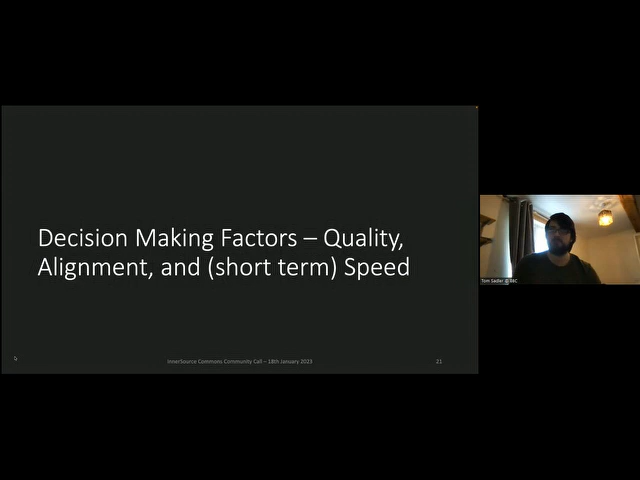 Decision Making Factors – Quality,
Alignment, and (short term) Speed
InnerSource Commons Community Call – 18th January 2023
21
Tom Sadler @ BBC